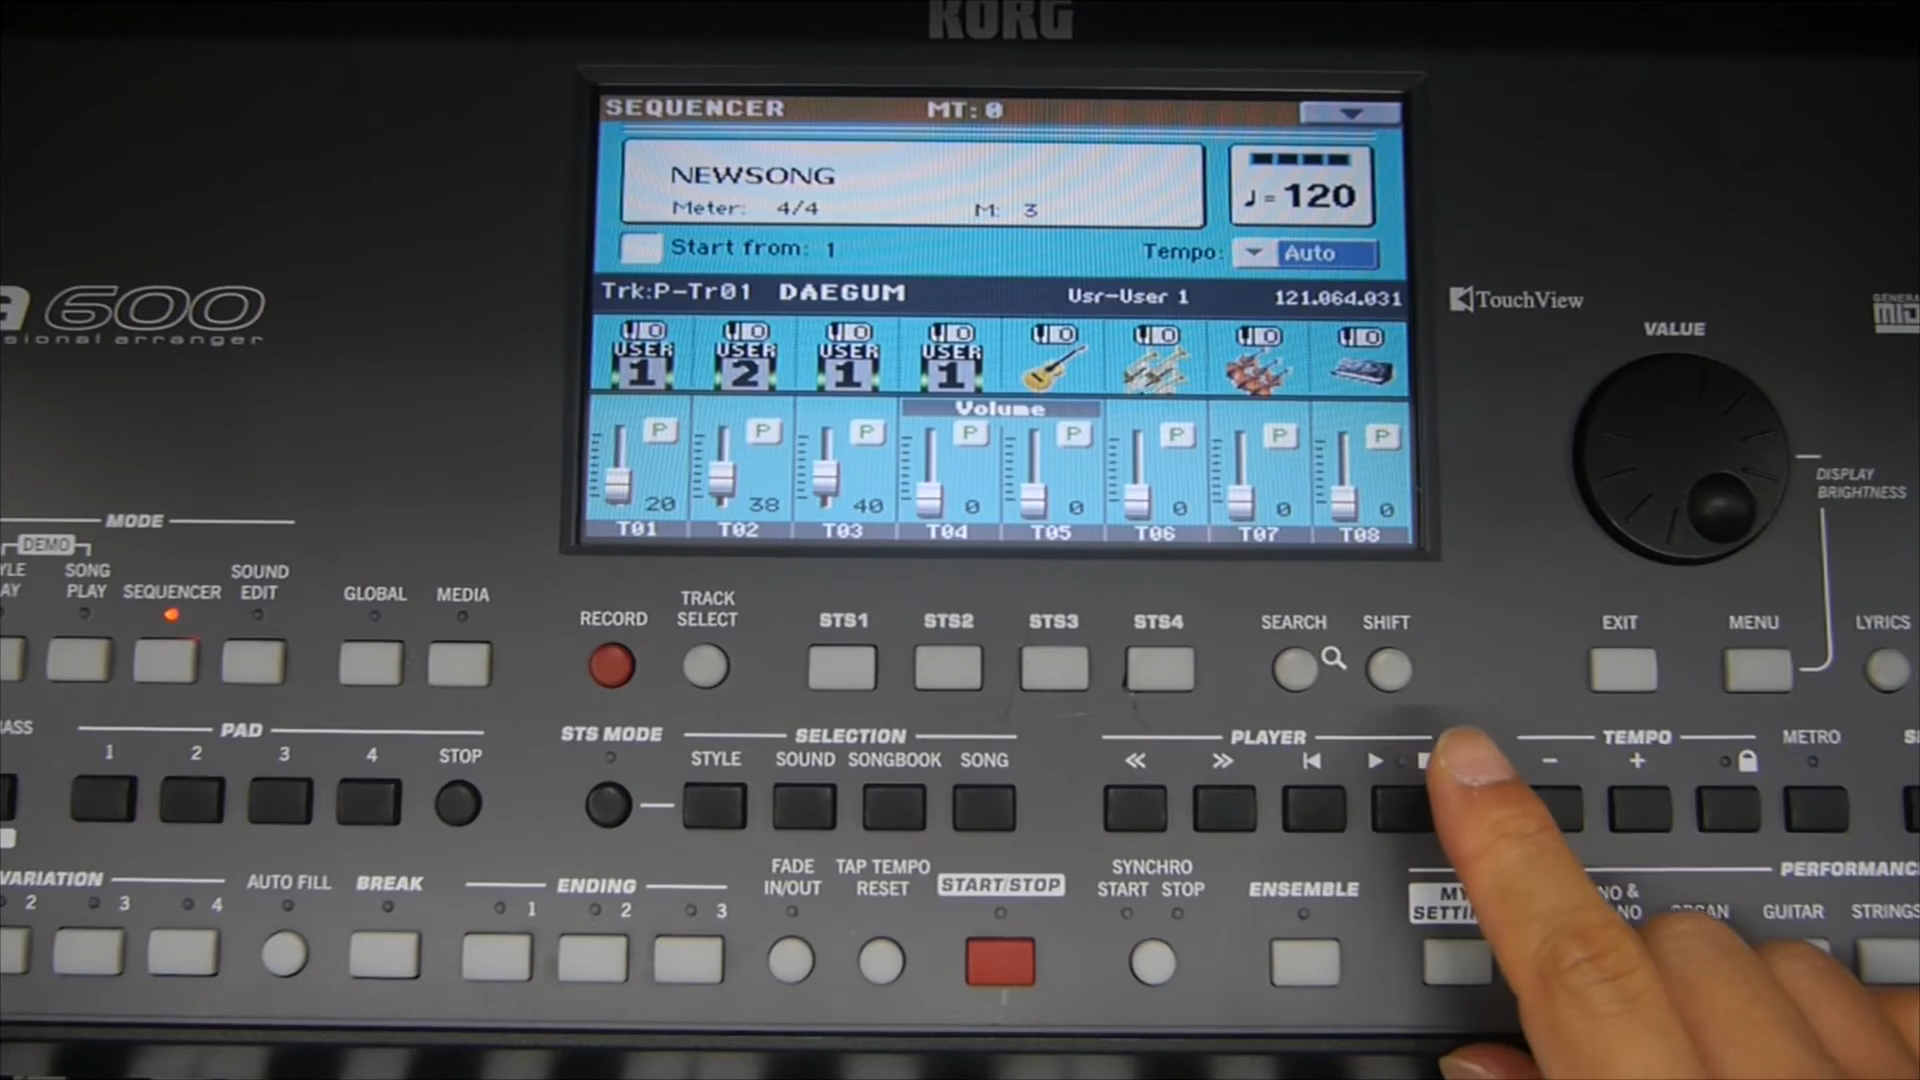 KORG
SEQUENCER MT: 0
NEWSONG
Meter: 4/4 M: 3
♩ = 120
Start from: 1 Tempo: Auto
Trk:P-Tr01 DAEGUM Usr-User 1 121.064.031
USER 1 USER 2 USER 1 USER 1
Volume
P P P P P P P P
20 38 40 0 0 0 0 0
T01 T02 T03 T04 T05 T06 T07 T08
600
arranger
TouchView
VALUE
DISPLAY
BRIGHTNESS
MODE
DEMO
SONG
PLAY
SEQUENCER
SOUND
EDIT
GLOBAL
MEDIA
RECORD
TRACK
SELECT
STS1 STS2 STS3 STS4
SEARCH
SHIFT
EXIT
MENU
LYRICS
PAD
1 2 3 4 STOP
STS MODE
SELECTION
STYLE SOUND SONGBOOK SONG
PLAYER
TEMPO
− +
METRO
VARIATION
2 3 4
AUTO FILL
BREAK
ENDING
1 2 3
FADE
IN/OUT
TAP TEMPO
RESET
START/STOP
SYNCHRO
START STOP
ENSEMBLE
GUITAR
STRINGS